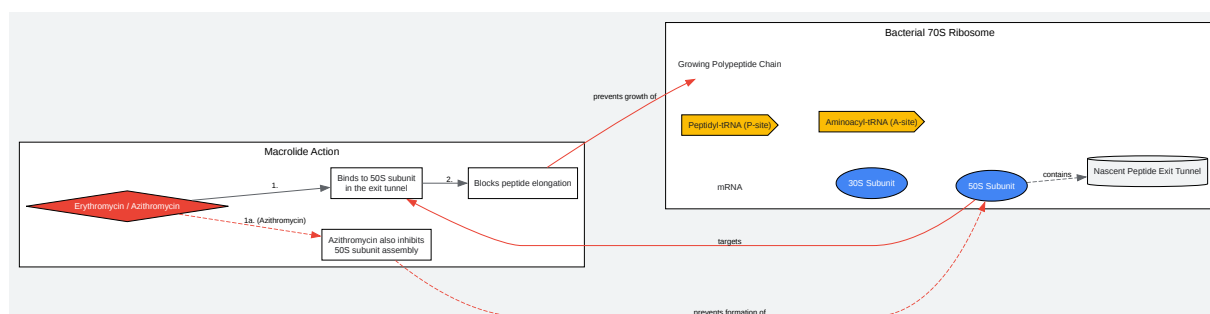 Bacterial 70S Ribosome
Growing Polypeptide Chain
prevents growth of
Peptidyl-tRNA (P-site)
Aminoacyl-tRNA (A-site)
Macrolide Action
Nascent Peptide Exit Tunnel
contains
Binds to 50S subunit
in the exit tunnel
1.
2.
Blocks peptide elongation
mRNA
30S Subunit
50S Subunit
Erythromycin / Azithromycin
1a. (Azithromycin)
Azithromycin also inhibits
50S subunit assembly
targets
prevents formation of